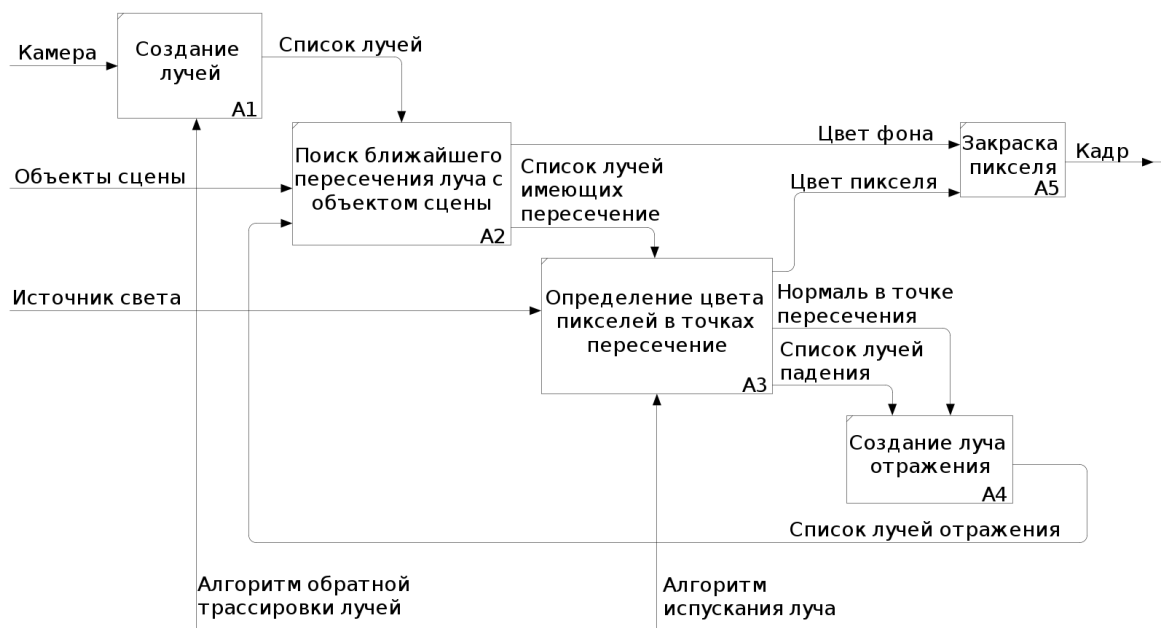 Камера
Создание
лучей
A1
Список лучей
Объекты сцены
Поиск ближайшего
пересечения луча с
объектом сцены
A2
Цвет фона
Список лучей
имеющих
пересечение
Цвет пикселя
Закраска
пикселя
A5
Кадр
Источник света
Определение цвета
пикселей в точках
пересечение
A3
Нормаль в точке
пересечения
Список лучей
падения
Создание луча
отражения
A4
Список лучей отражения
Алгоритм обратной
трассировки лучей
Алгоритм
испускания луча